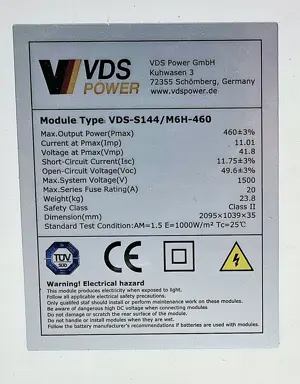 VDS
POWER
VDS Power GmbH
Kuhwasen 3
72355 Schömberg, Germany
www.vdspower.de
Module Type VDS-S144/M6H-460
Max.Output Power(Pmax) 460±3%
Current at Pmax(Imp) 11.01
Voltage at Pmax(Vmp) 41.8
Short-Circuit Current(Isc) 11.75±3%
Open-Circuit Voltage(Voc) 49.6±3%
Max.System Voltage(V) 1500
Max.Series Fuse Rating(A) 20
Weight(kg) 23.8
Safety Class Class II
Dimension(mm) 2095×1039×35
Standard Test Condition:AM=1.5 E=1000W/m² Tc=25℃
TÜV
SÜD
CE
Warning! Electrical hazard
This module produces electricity when exposed to light.
Follow all applicable electrical safety precautions.
Only qualifed staf should install or perform maintenance work on these modules.
Be aware of dangerous high DC voltage when connecting modules
Do not damage or scratch the rear surface of the module.
Do not handle or install modules when they are wet.
Follow the battery manufacturer's recommendations if batteries are used with modules.